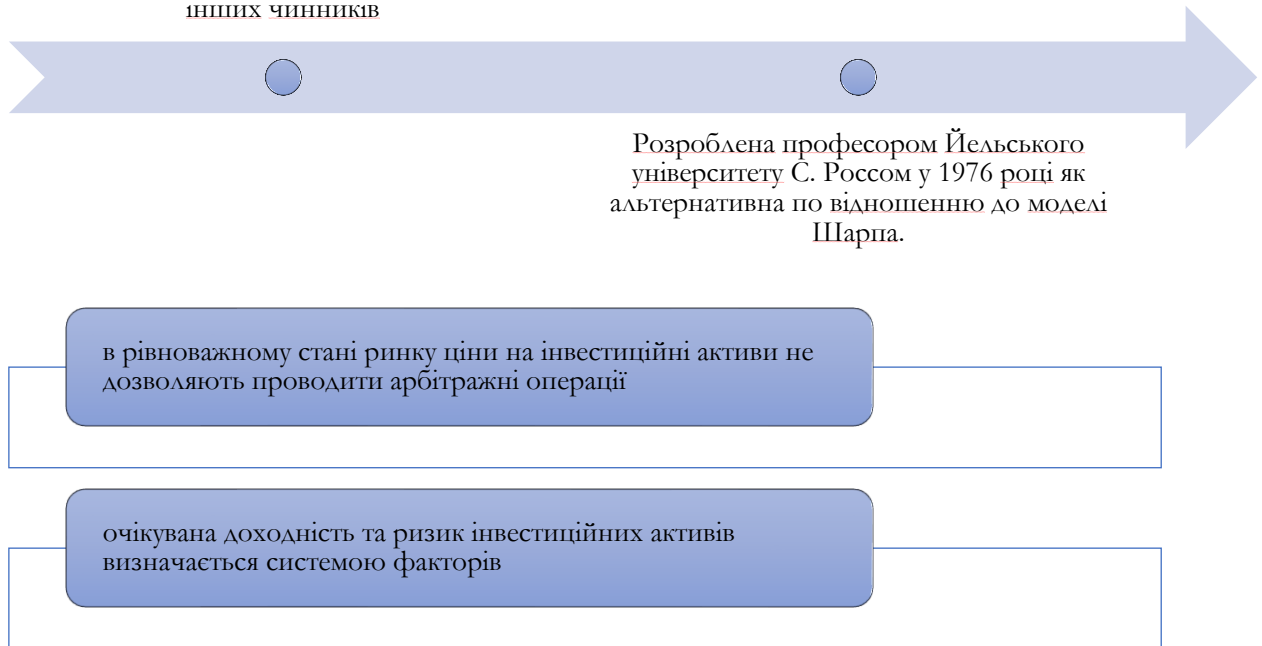 інших чинників
Розроблена професором Йельського
університету С. Россом у 1976 році як
альтернативна по відношенню до моделі
Шарпа.
в рівноважному стані ринку ціни на інвестиційні активи не
дозволяють проводити арбітражні операції
очікувана доходність та ризик інвестиційних активів
визначається системою факторів